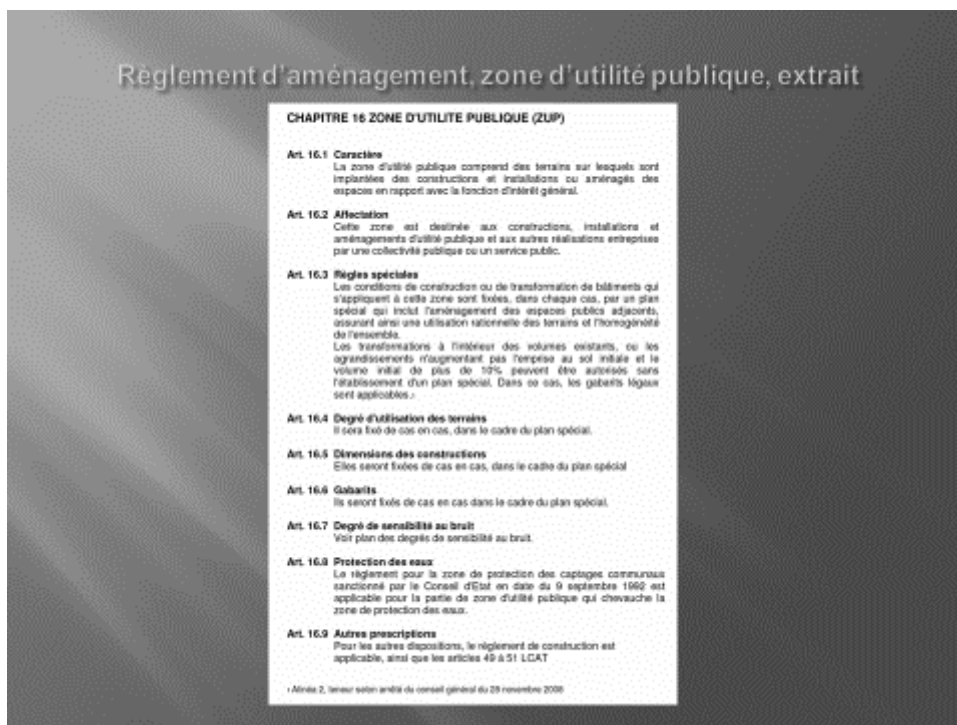 Règlement d'aménagement, zone d'utilité publique, extrait
CHAPITRE 16 ZONE D'UTILITE PUBLIQUE (ZUP)
Art. 16.1 Caractère
La zone d'utilité publique comprend des terrains sur lesquels sont
implantées des constructions et installations ou aménagés des
espaces en rapport avec la fonction d'intérêt général.
Art. 16.2 Affectation
Cette zone est destinée aux constructions, installations et
aménagements d'utilité publique et aux autres réalisations entreprises
par une collectivité publique ou un service public.
Art. 16.3 Règles spéciales
Les conditions de construction ou de transformation de bâtiments qui
s'appliquent à cette zone sont fixées, dans chaque cas, par un plan
spécial qui inclut l'aménagement des espaces publics adjacents,
assurant ainsi une utilisation rationnelle des terrains et l'homogénéité
de l'ensemble.
Les transformations à l'intérieur des volumes existants, ou les
agrandissements n'augmentant pas l'emprise au sol initiale et le
volume initial de plus de 10% peuvent être autorisés sans
l'établissement d'un plan spécial. Dans ce cas, les gabarits légaux
sont applicables.
Art. 16.4 Degré d'utilisation des terrains
Il sera fixé de cas en cas, dans le cadre du plan spécial.
Art. 16.5 Dimensions des constructions
Elles seront fixées de cas en cas, dans le cadre du plan spécial
Art. 16.6 Gabarits
Ils seront fixés de cas en cas dans le cadre du plan spécial.
Art. 16.7 Degré de sensibilité au bruit
Voir plan des degrés de sensibilité au bruit.
Art. 16.8 Protection des eaux
Le règlement pour la zone de protection des captages communaux
sanctionné par le Conseil d'Etat en date du 9 septembre 1992 est
applicable pour la partie de zone d'utilité publique qui chevauche la
zone de protection des eaux.
Art. 16.9 Autres prescriptions
Pour les autres dispositions, le règlement de construction est
applicable, ainsi que les articles 49 à 51 LCAT
Alinéa 2, teneur selon arrêté du conseil général du novembre 2008